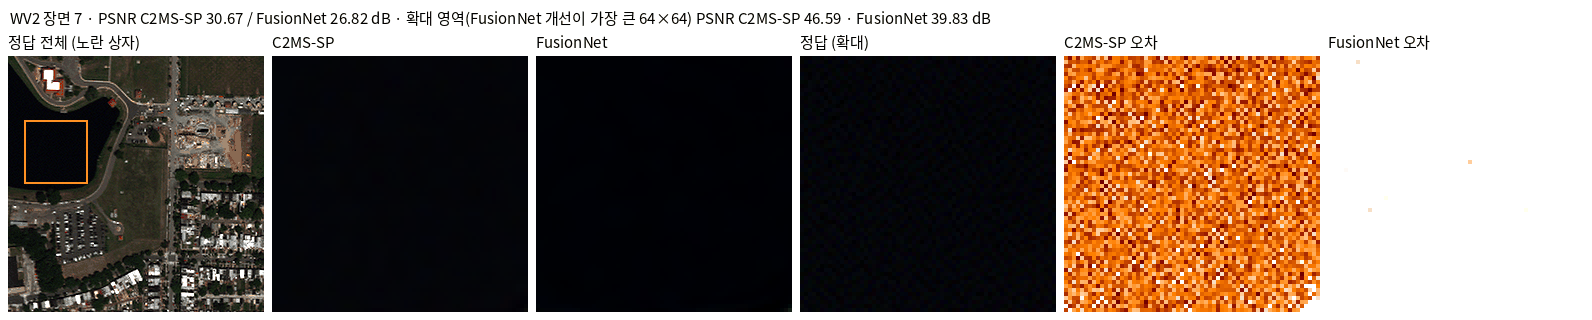 WV2 장면 7 · PSNR C2MS-SP 30.67 / FusionNet 26.82 dB · 확대 영역(FusionNet 개선이 가장 큰 64×64) PSNR C2MS-SP 46.59 · FusionNet 39.83 dB
정답 전체 (노란 상자)
C2MS-SP
FusionNet
정답 (확대)
C2MS-SP 오차
FusionNet 오차